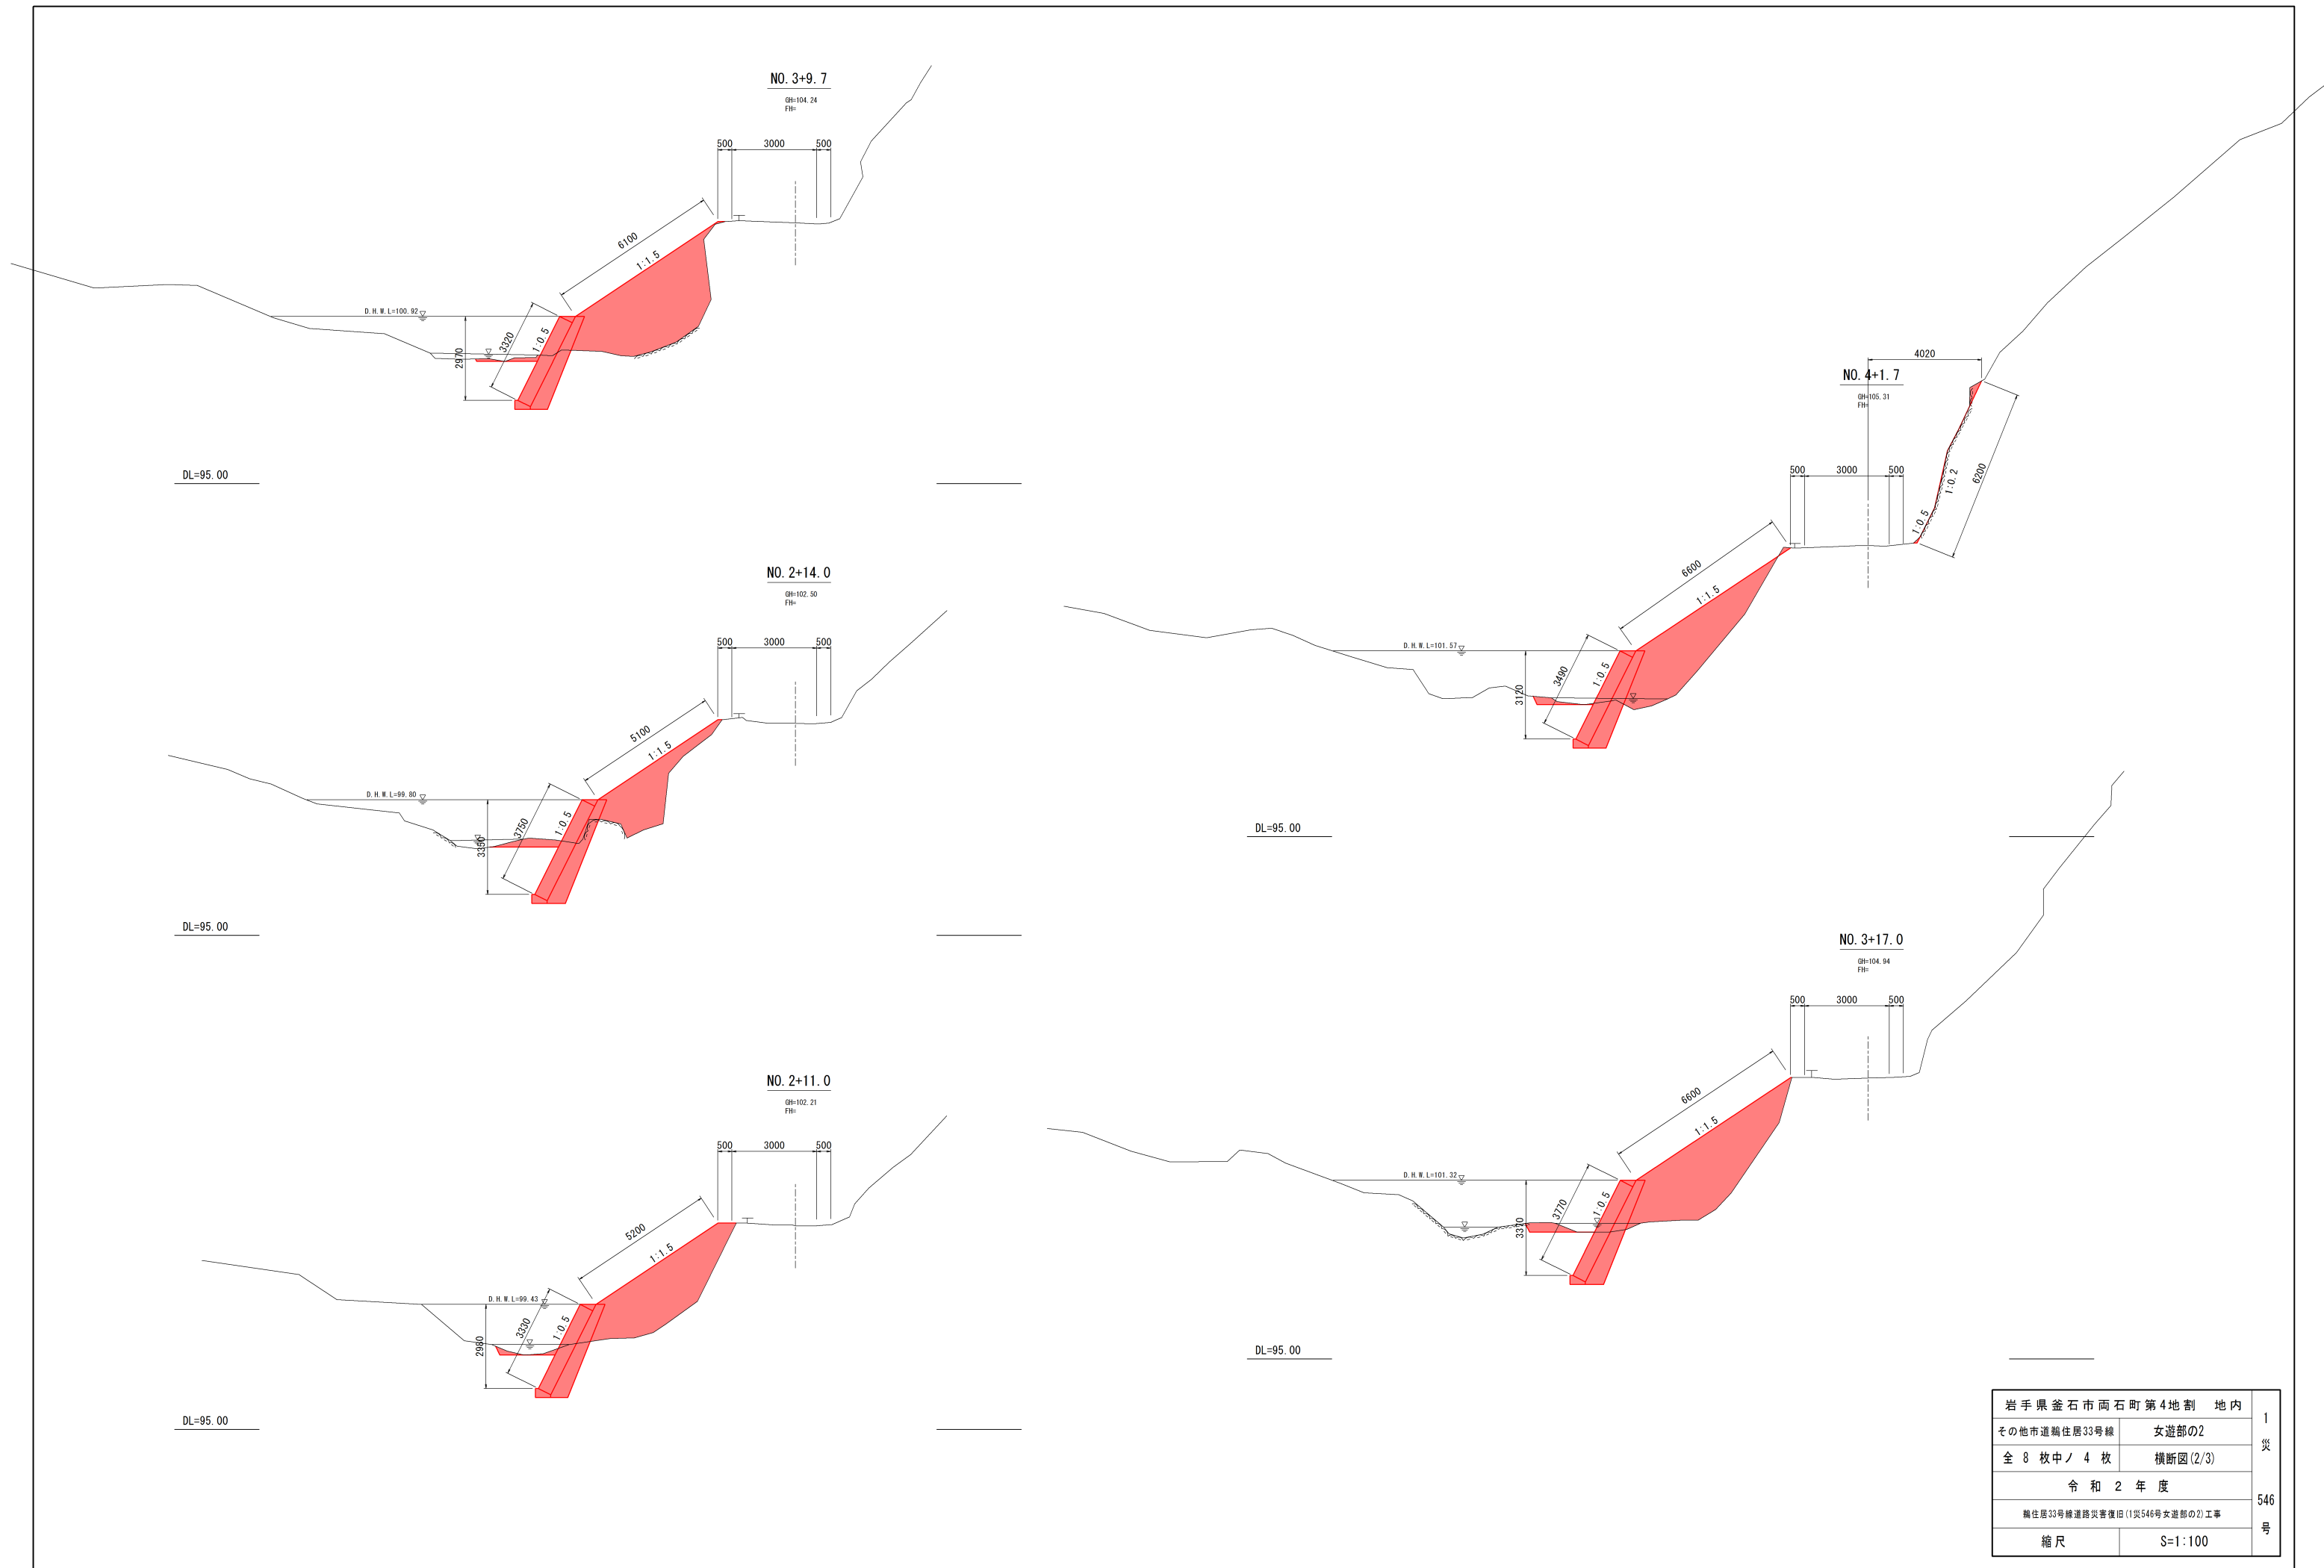 NO. 3+9. 7
GH=104. 24
FH=
500
3000
500
6100
1:1. 5
D. H. W. L=100. 92
3320
1:0. 5
2970
DL=95. 00
NO. 2+14. 0
GH=102. 50
FH=
500
3000
500
5100
1:1. 5
D. H. W. L=99. 80
3750
1:0. 5
3350
DL=95. 00
NO. 2+11. 0
GH=102. 21
FH=
500
3000
500
5200
1:1. 5
D. H. W. L=99. 43
3330
1:0. 5
2980
DL=95. 00
4020
NO. 4+1. 7
GH=105. 31
FH=
500
3000
500
1:0. 2
6200
1:0. 5
6600
1:1. 5
D. H. W. L=101. 57
3490
1:0. 5
3120
DL=95. 00
NO. 3+17. 0
GH=104. 94
FH=
500
3000
500
6600
1:1. 5
D. H. W. L=101. 32
3770
1:0. 5
3370
DL=95. 00
岩手県釜石市両石町第4地割 地内
その他市道鵜住居33号線
女遊部の2
全 8 枚中ノ 4 枚
横断図(2/3)
令和2年度
鵜住居33号線道路災害復旧(1災546号女遊部の2)工事
縮尺
S=1:100
1
災
546
号